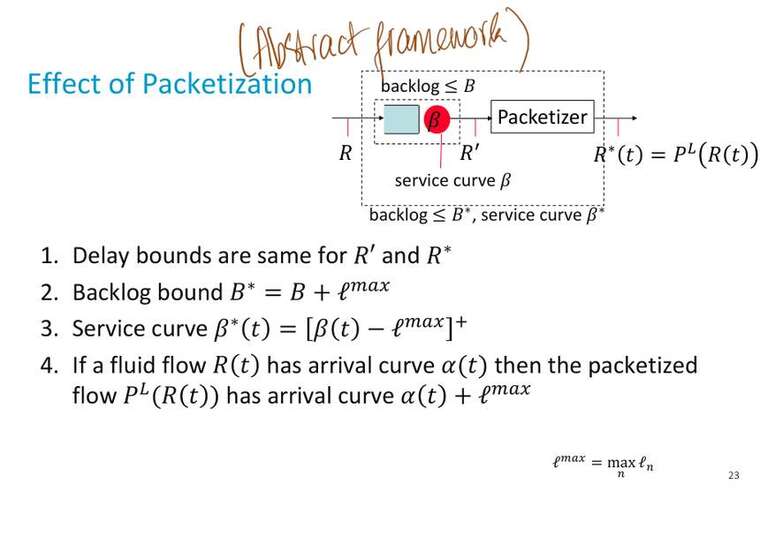 (Abstract framework)
Effect of Packetization
backlog ≤ B
β
Packetizer
R
R′
R*(t) = P^L(R(t))
service curve β
backlog ≤ B*, service curve β*
1. Delay bounds are same for R′ and R*
2. Backlog bound B* = B + ℓ^max
3. Service curve β*(t) = [β(t) − ℓ^max]^+
4. If a fluid flow R(t) has arrival curve α(t) then the packetized
flow P^L(R(t)) has arrival curve α(t) + ℓ^max
ℓ^max = max_n ℓ_n
23